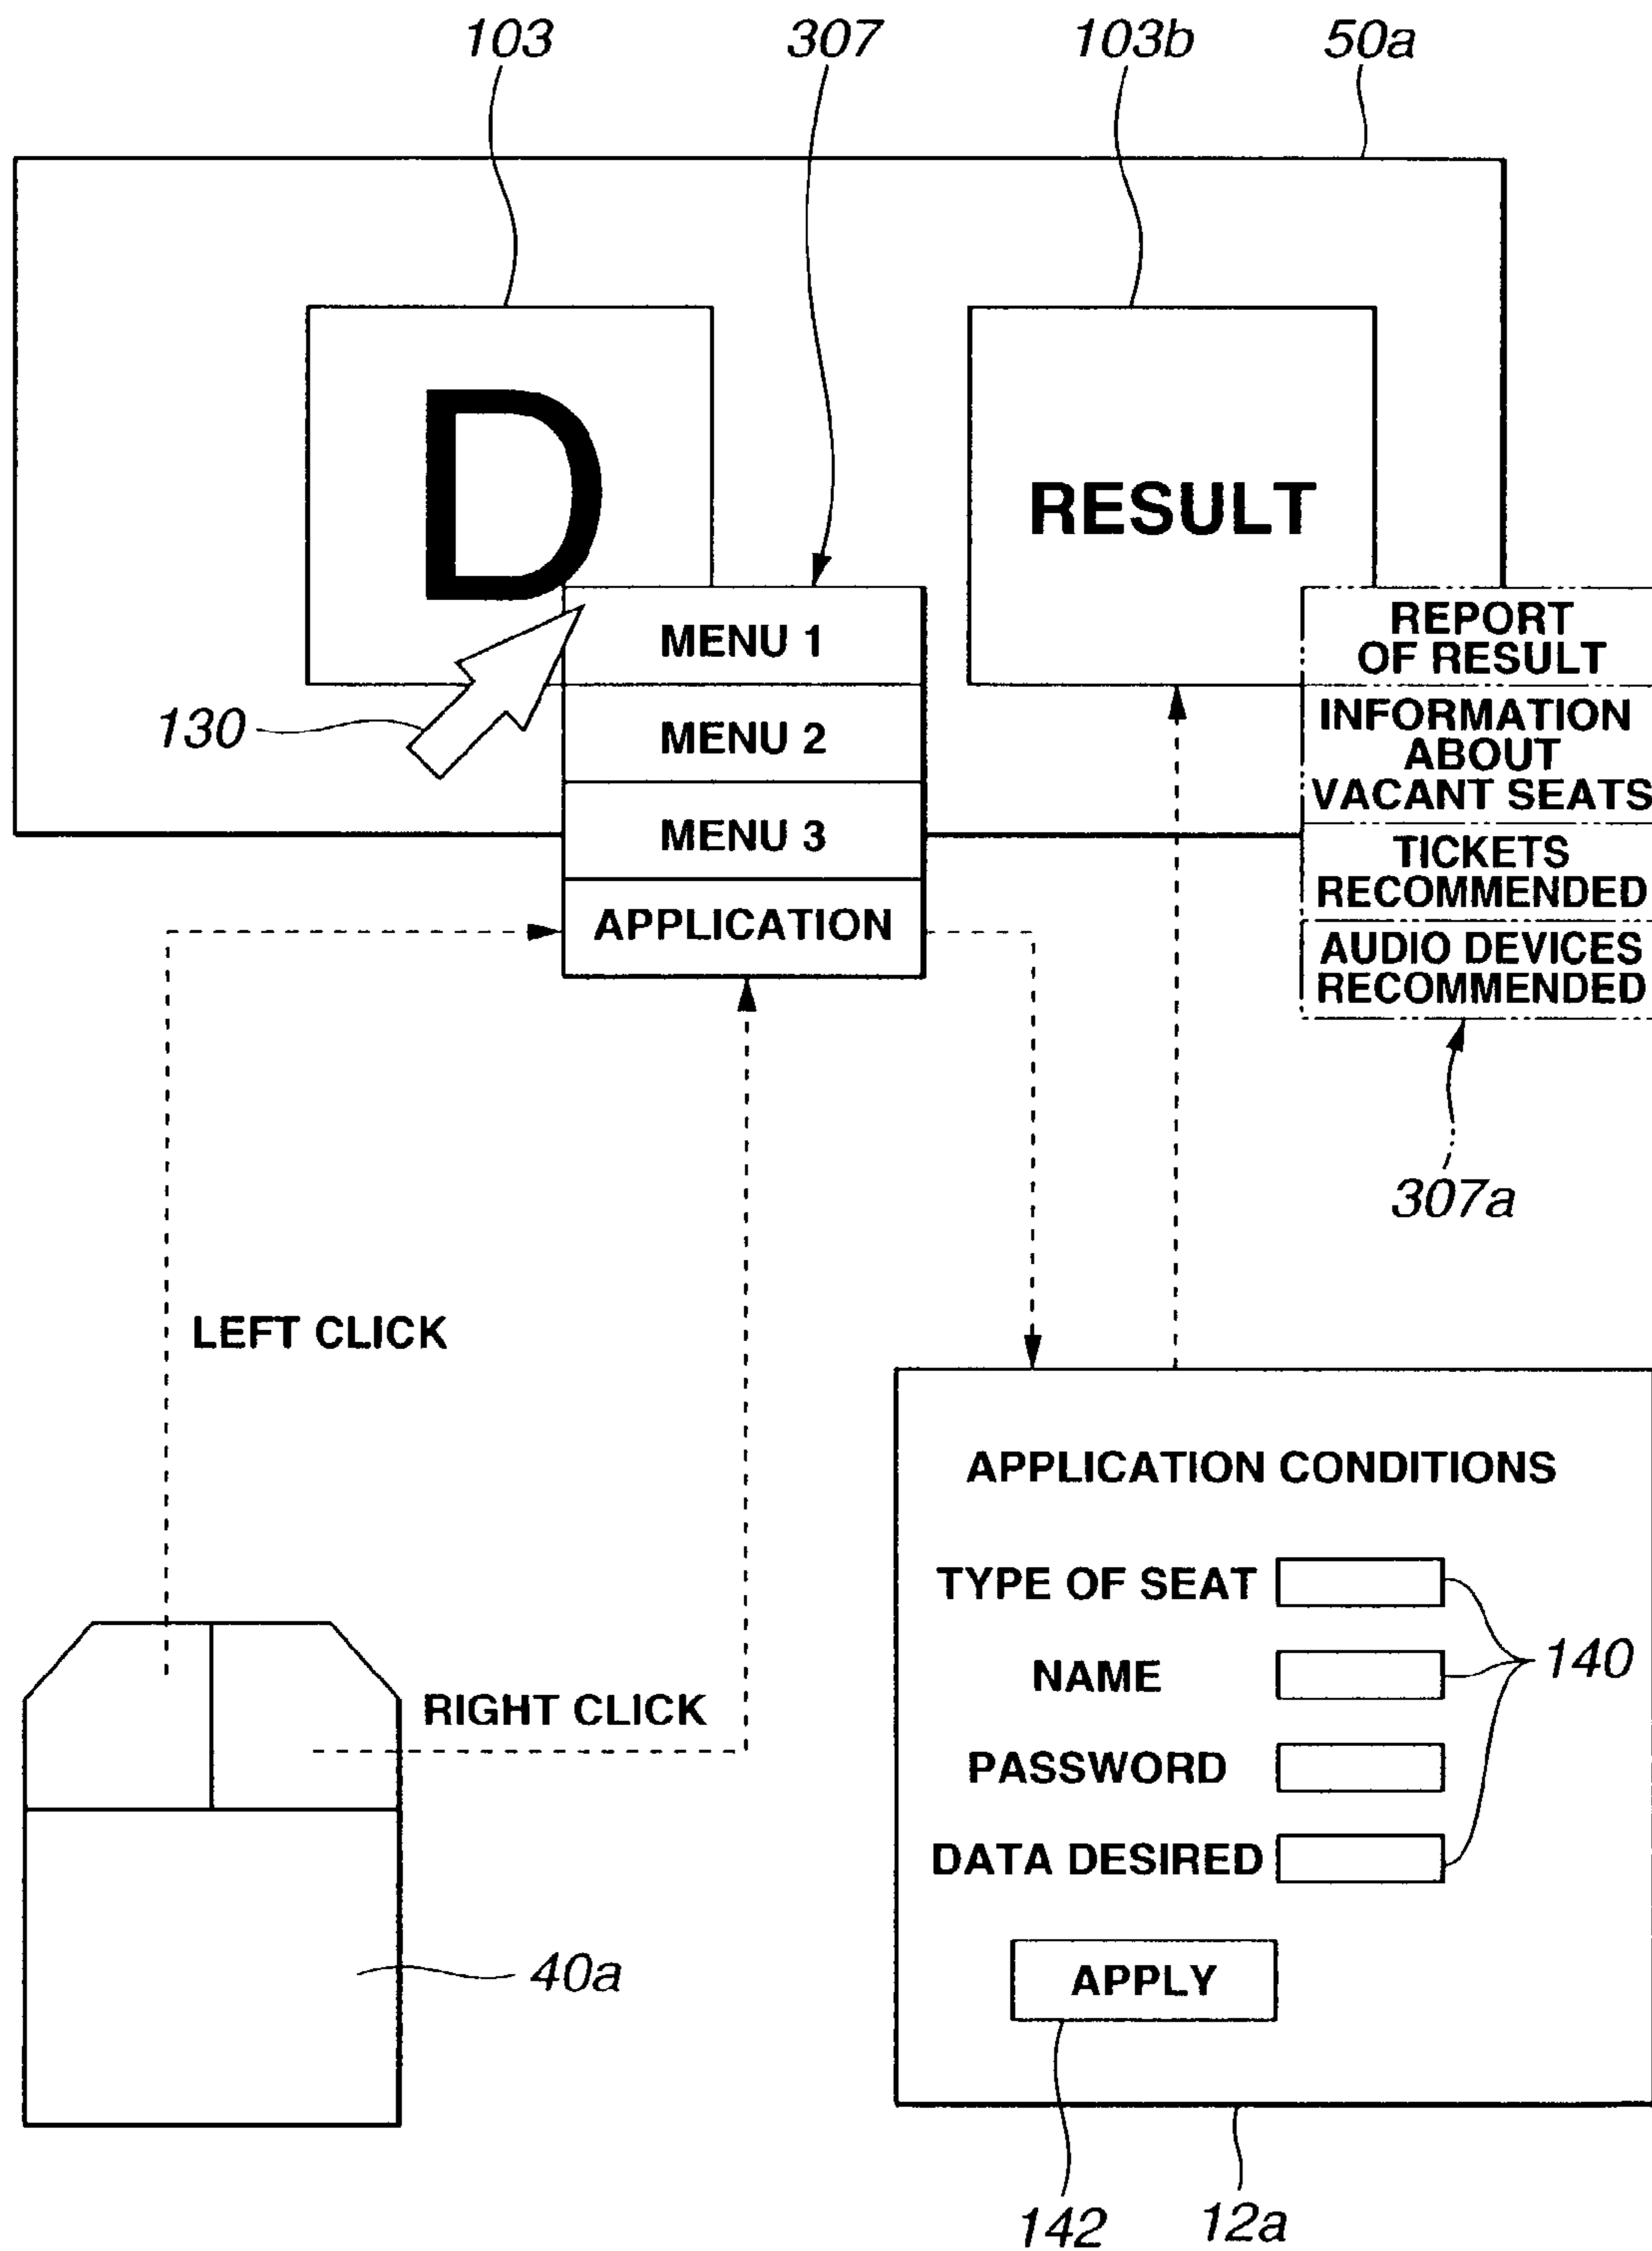 103
307
103b
50a
D
RESULT
130
MENU 1
MENU 2
MENU 3
APPLICATION
REPORT
OF RESULT
INFORMATION
ABOUT
VACANT SEATS
TICKETS
RECOMMENDED
AUDIO DEVICES
RECOMMENDED
307a
LEFT CLICK
RIGHT CLICK
40a
APPLICATION CONDITIONS
TYPE OF SEAT
NAME
140
PASSWORD
DATA DESIRED
APPLY
142
12a